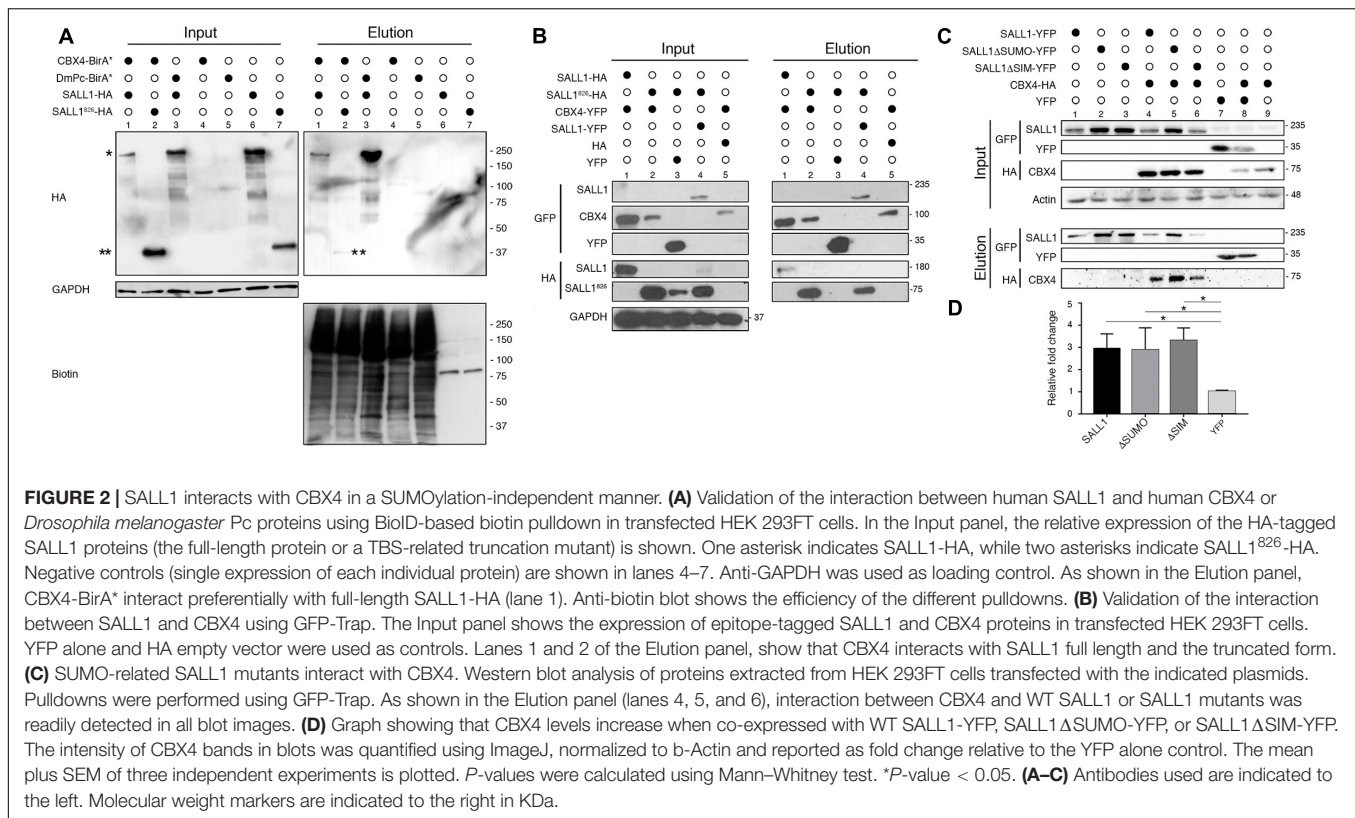 A
Input
Elution
CBX4-BirA*
DmPc-BirA*
SALL1-HA
SALL1⁸²⁶-HA
1 2 3 4 5 6 7
1 2 3 4 5 6 7
*
- 250
- 150
- 100
- 75
- 50
- 37
HA
**
**
GAPDH
- 250
- 150
- 100
- 75
- 50
- 37
Biotin
B
Input
Elution
SALL1-HA
SALL1⁸²⁶-HA
CBX4-YFP
SALL1-YFP
HA
YFP
1 2 3 4 5
1 2 3 4 5
GFP
SALL1
- 235
CBX4
- 100
YFP
- 35
HA
SALL1
- 180
SALL1⁸²⁶
-75
GAPDH
- 37
C
SALL1-YFP
SALL1ΔSUMO-YFP
SALL1ΔSIM-YFP
CBX4-HA
YFP
1 2 3 4 5 6 7 8 9
Input
GFP
SALL1
- 235
YFP
- 35
HA
CBX4
- 75
Actin
- 48
Elution
GFP
SALL1
- 235
YFP
- 35
HA
CBX4
- 75
D
Relative fold change
5
4
3
2
1
0
*
*
*
SALL1
ΔSUMO
ΔSIM
YFP
FIGURE 2 | SALL1 interacts with CBX4 in a SUMOylation-independent manner. (A) Validation of the interaction between human SALL1 and human CBX4 or
Drosophila melanogaster Pc proteins using BioID-based biotin pulldown in transfected HEK 293FT cells. In the Input panel, the relative expression of the HA-tagged
SALL1 proteins (the full-length protein or a TBS-related truncation mutant) is shown. One asterisk indicates SALL1-HA, while two asterisks indicate SALL1⁸²⁶-HA.
Negative controls (single expression of each individual protein) are shown in lanes 4–7. Anti-GAPDH was used as loading control. As shown in the Elution panel,
CBX4-BirA* interact preferentially with full-length SALL1-HA (lane 1). Anti-biotin blot shows the efficiency of the different pulldowns. (B) Validation of the interaction
between SALL1 and CBX4 using GFP-Trap. The Input panel shows the expression of epitope-tagged SALL1 and CBX4 proteins in transfected HEK 293FT cells.
YFP alone and HA empty vector were used as controls. Lanes 1 and 2 of the Elution panel, show that CBX4 interacts with SALL1 full length and the truncated form.
(C) SUMO-related SALL1 mutants interact with CBX4. Western blot analysis of proteins extracted from HEK 293FT cells transfected with the indicated plasmids.
Pulldowns were performed using GFP-Trap. As shown in the Elution panel (lanes 4, 5, and 6), interaction between CBX4 and WT SALL1 or SALL1 mutants was
readily detected in all blot images. (D) Graph showing that CBX4 levels increase when co-expressed with WT SALL1-YFP, SALL1ΔSUMO-YFP, or SALL1ΔSIM-YFP.
The intensity of CBX4 bands in blots was quantified using ImageJ, normalized to b-Actin and reported as fold change relative to the YFP alone control. The mean
plus SEM of three independent experiments is plotted. P-values were calculated using Mann–Whitney test. *P-value < 0.05. (A–C) Antibodies used are indicated to
the left. Molecular weight markers are indicated to the right in KDa.